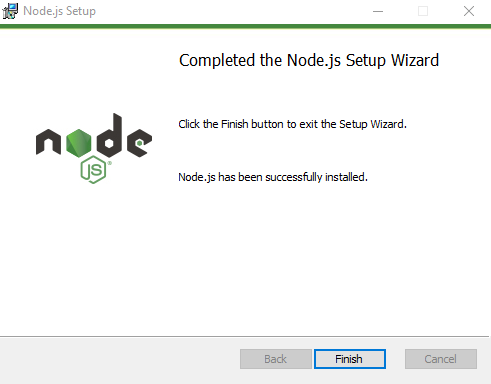 Node.js Setup
Completed the Node.js Setup Wizard
Click the Finish button to exit the Setup Wizard.
node
JS
Node.js has been successfully installed.
Back
Finish
Cancel